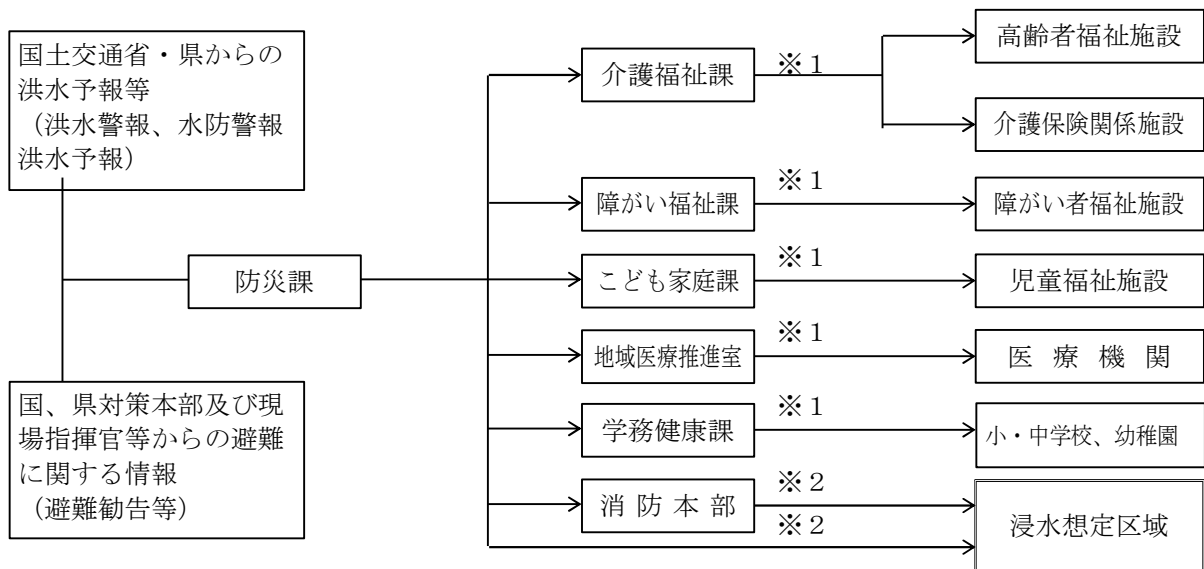 国土交通省・県からの
洪水予報等
（洪水警報、水防警報
洪水予報）
国、県対策本部及び現
場指揮官等からの避難
に関する情報
（避難勧告等）
防災課
介護福祉課
※１
高齢者福祉施設
介護保険関係施設
障がい福祉課
※１
障がい者福祉施設
こども家庭課
※１
児童福祉施設
地域医療推進室
※１
医療機関
学務健康課
※１
小・中学校、幼稚園
消防本部
※２
※２
浸水想定区域